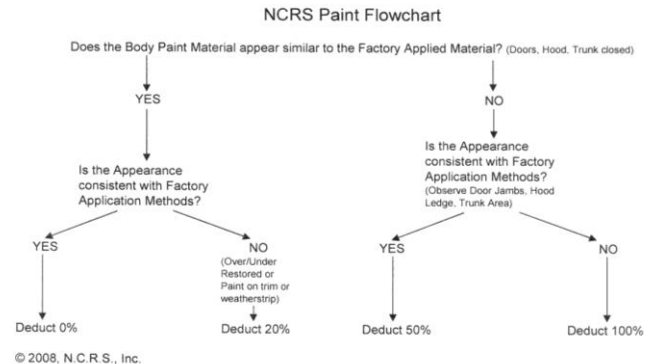 NCRS Paint Flowchart
Does the Body Paint Material appear similar to the Factory Applied Material? (Doors, Hood, Trunk closed)
YES
NO
Is the Appearance
consistent with Factory
Application Methods?
Is the Appearance
consistent with Factory
Application Methods?
(Observe Door Jambs, Hood
Ledge, Trunk Area)
YES
NO
(Over/Under
Restored or
Paint on trim or
weatherstrip)
YES
NO
Deduct 0%
Deduct 20%
Deduct 50%
Deduct 100%
© 2008, N.C.R.S., Inc.